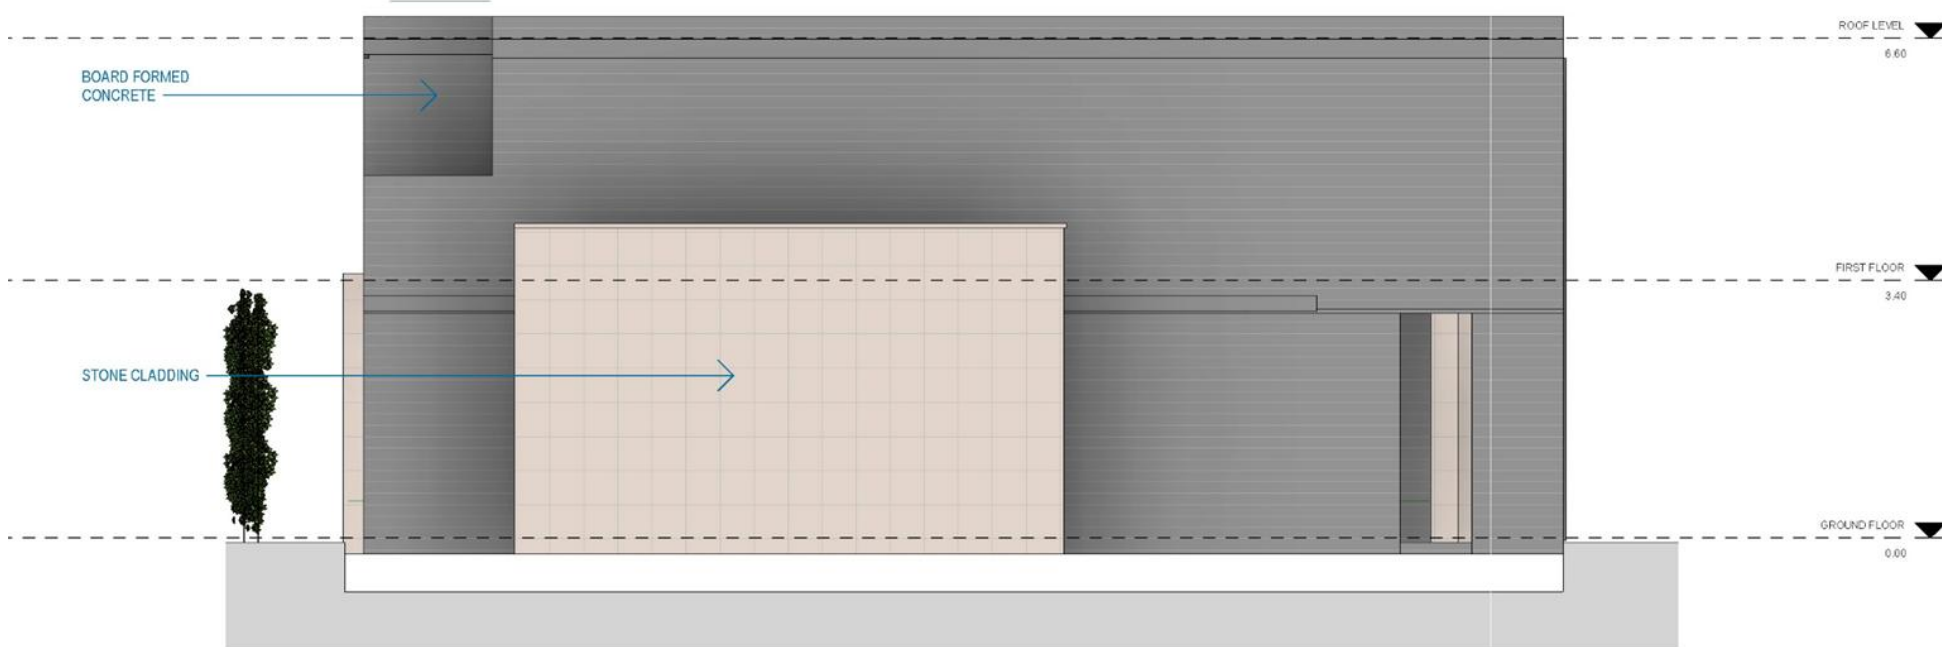 ROOF LEVEL
6.60
BOARD FORMED
CONCRETE
FIRST FLOOR
3.40
STONE CLADDING
GROUND FLOOR
0.00